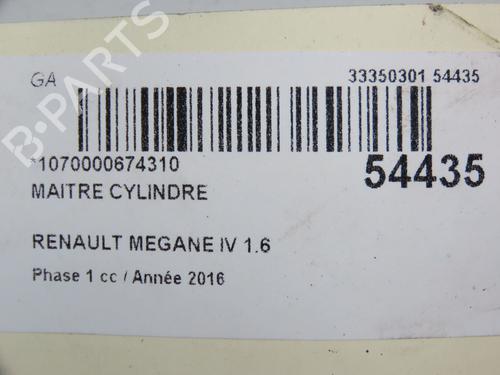 GA
33350301 54435
*1070000674310
54435
MAITRE CYLINDRE
RENAULT MEGANE IV 1.6
Phase 1 cc / Année 2016
B-PARTS